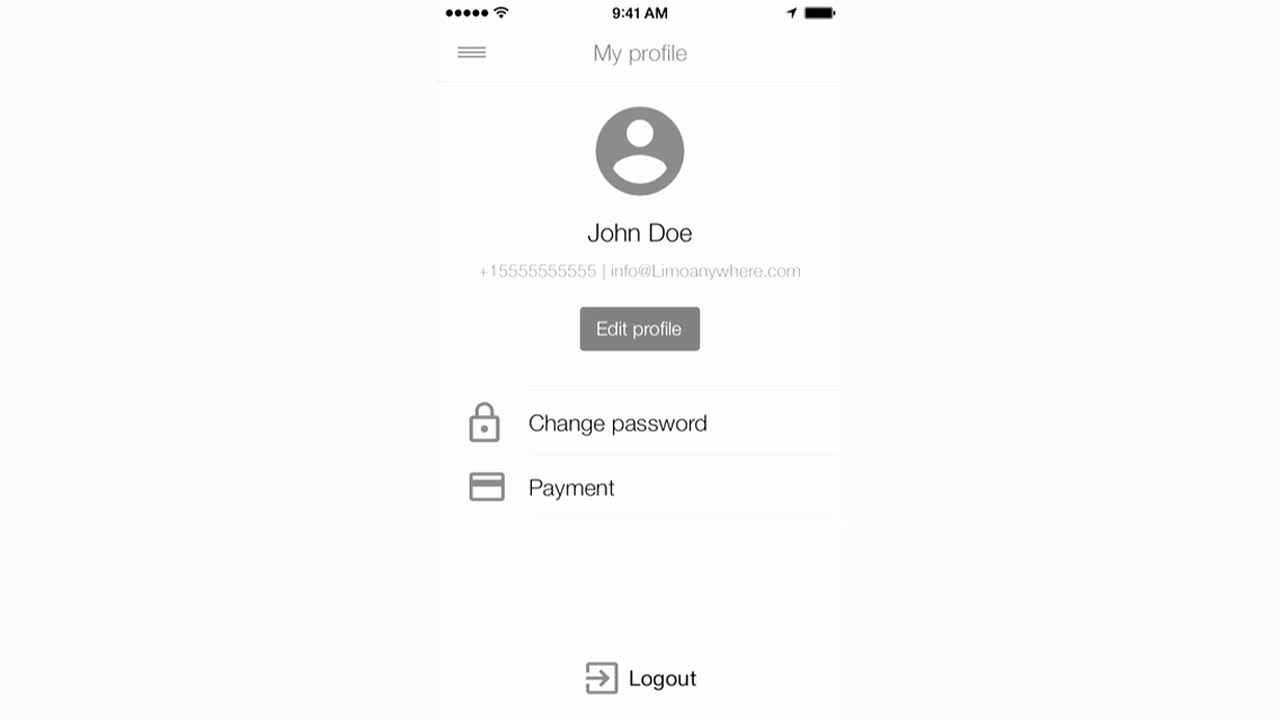 9:41 AM
My profile
John Doe
+15555555555 | info@Limoanywhere.com
Edit profile
Change password
Payment
Logout